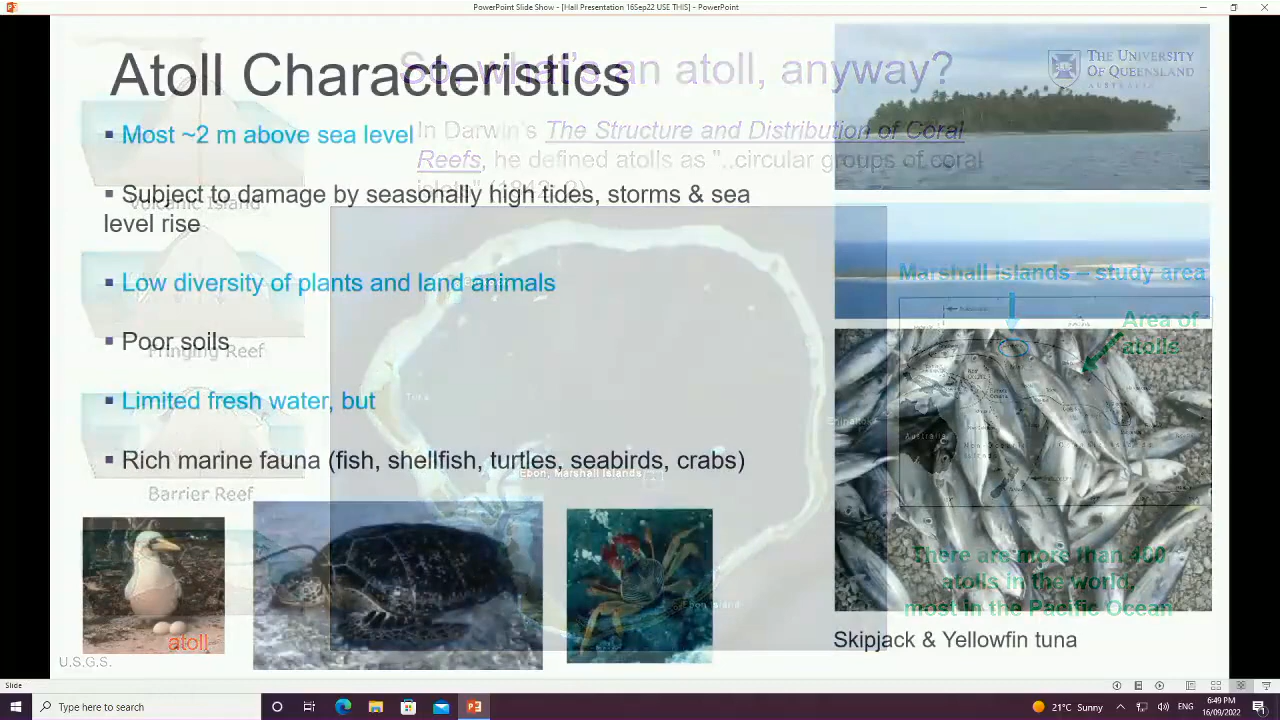 PowerPoint Slide Show - [Hall Presentation 16Sep22 USE THIS] - PowerPoint
So, what's an atoll, anyway?
Atoll Characteristics
THE UNIVERSITY
OF QUEENSLAND
AUSTRALIA
▪ Most ~2 m above sea level
In Darwin's The Structure and Distribution of Coral
Reefs, he defined atolls as "..circular groups of coral
▪ Subject to damage by seasonally high tides, storms & sea
level rise
Volcanic Island
▪ Low diversity of plants and land animals
Marshall islands – study area
Area of
atolls
▪ Poor soils
Fringing Reef
▪ Limited fresh water, but
Australia
▪ Rich marine fauna (fish, shellfish, turtles, seabirds, crabs)
Ebon, Marshall Islands
Barrier Reef
There are more than 400
atolls in the world,
most in the Pacific Ocean
Ebon Island
atoll
Skipjack & Yellowfin tuna
U.S.G.S.
Slide
Type here to search
21°C Sunny
ENG
6:49 PM
16/09/2022